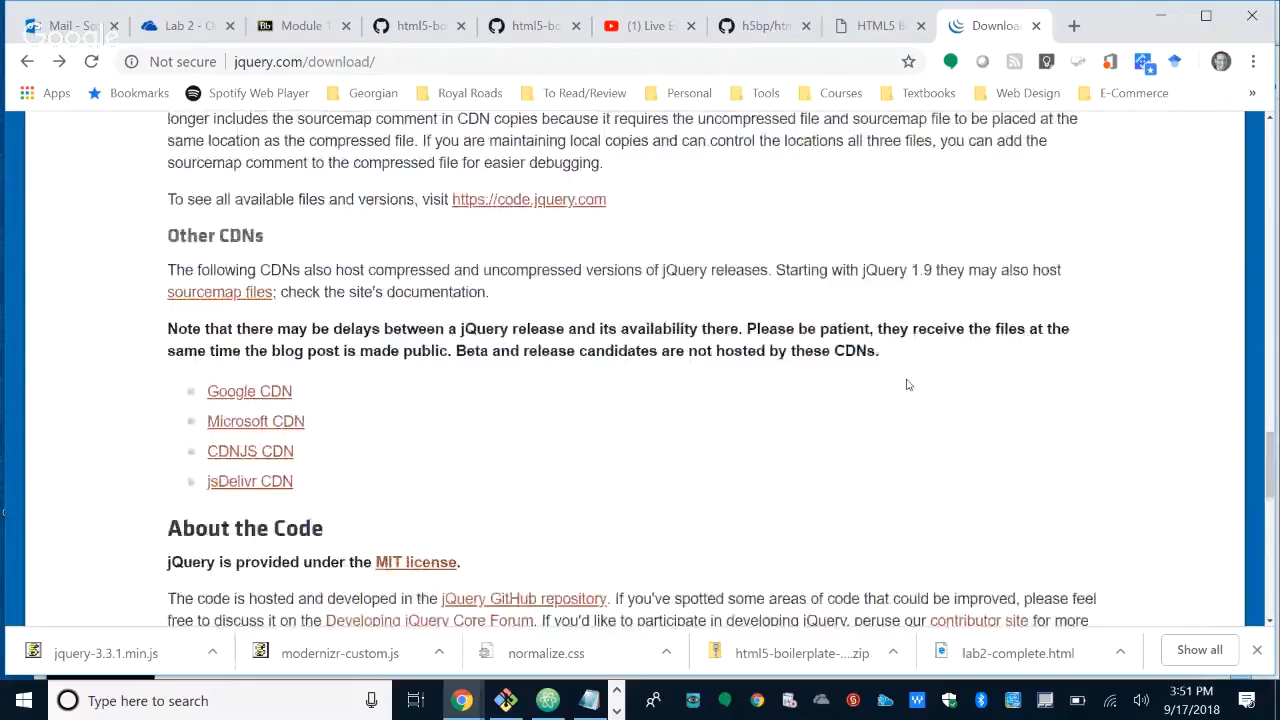 Mail - Se
Lab 2 - O
Module 1
html5-bo
html5-bo
(1) Live E
h5bp/htm
HTML5 B
Downloa
Google
Not secure
jquery.com/download/
Apps
Bookmarks
Spotify Web Player
Georgian
Royal Roads
To Read/Review
Personal
Tools
Courses
Textbooks
Web Design
E-Commerce
»
longer includes the sourcemap comment in CDN copies because it requires the uncompressed file and sourcemap file to be placed at the
same location as the compressed file. If you are maintaining local copies and can control the locations all three files, you can add the
sourcemap comment to the compressed file for easier debugging.
To see all available files and versions, visit https://code.jquery.com
Other CDNs
The following CDNs also host compressed and uncompressed versions of jQuery releases. Starting with jQuery 1.9 they may also host
sourcemap files; check the site's documentation.
Note that there may be delays between a jQuery release and its availability there. Please be patient, they receive the files at the
same time the blog post is made public. Beta and release candidates are not hosted by these CDNs.
Google CDN
Microsoft CDN
CDNJS CDN
jsDelivr CDN
About the Code
jQuery is provided under the MIT license.
The code is hosted and developed in the jQuery GitHub repository. If you've spotted some areas of code that could be improved, please feel
free to discuss it on the Developing jQuery Core Forum. If you'd like to participate in developing jQuery, peruse our contributor site for more
jquery-3.3.1.min.js
modernizr-custom.js
normalize.css
html5-boilerplate-....zip
lab2-complete.html
Show all
Type here to search
3:51 PM
9/17/2018